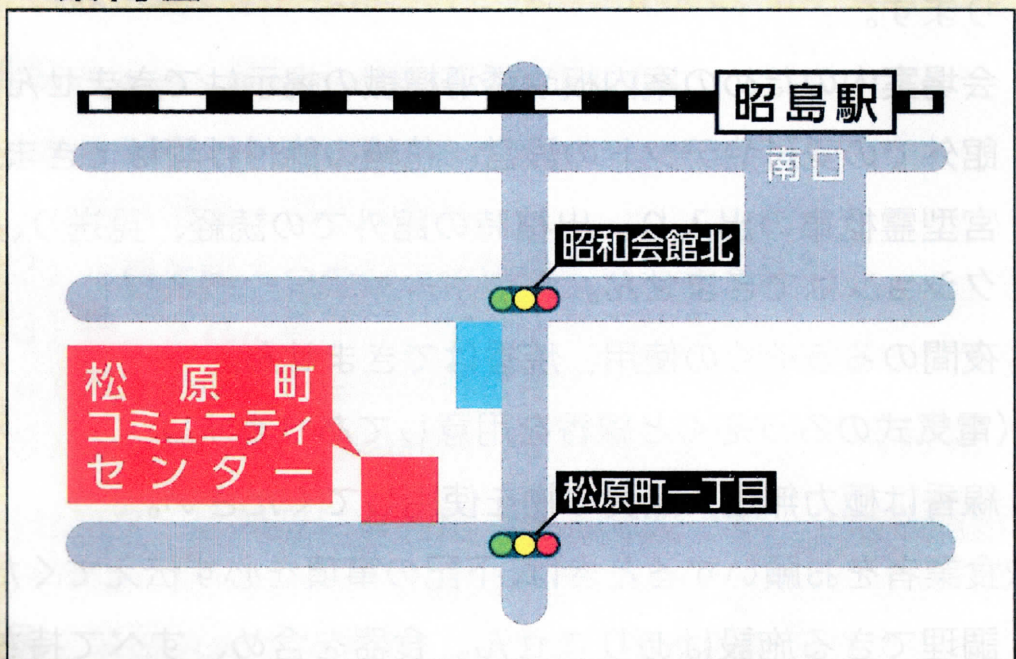 昭島駅
南口
昭和会館北
松原町
コミュニティ
センター
松原町一丁目